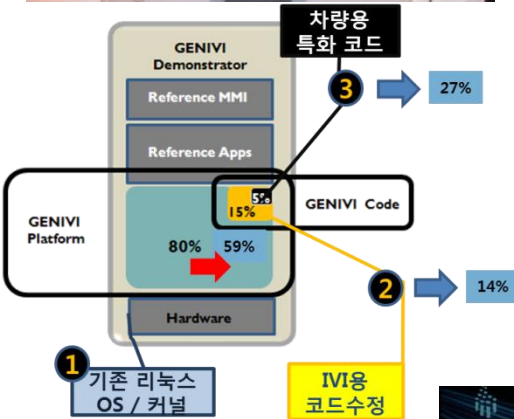 차량용
특화 코드
GENIVI
Demonstrator
3
27%
Reference MMI
Reference Apps
5%
15%
GENIVI Code
GENIVI
Platform
80%
59%
2
14%
Hardware
1
기존 리눅스
OS / 커널
IVI용
코드수정